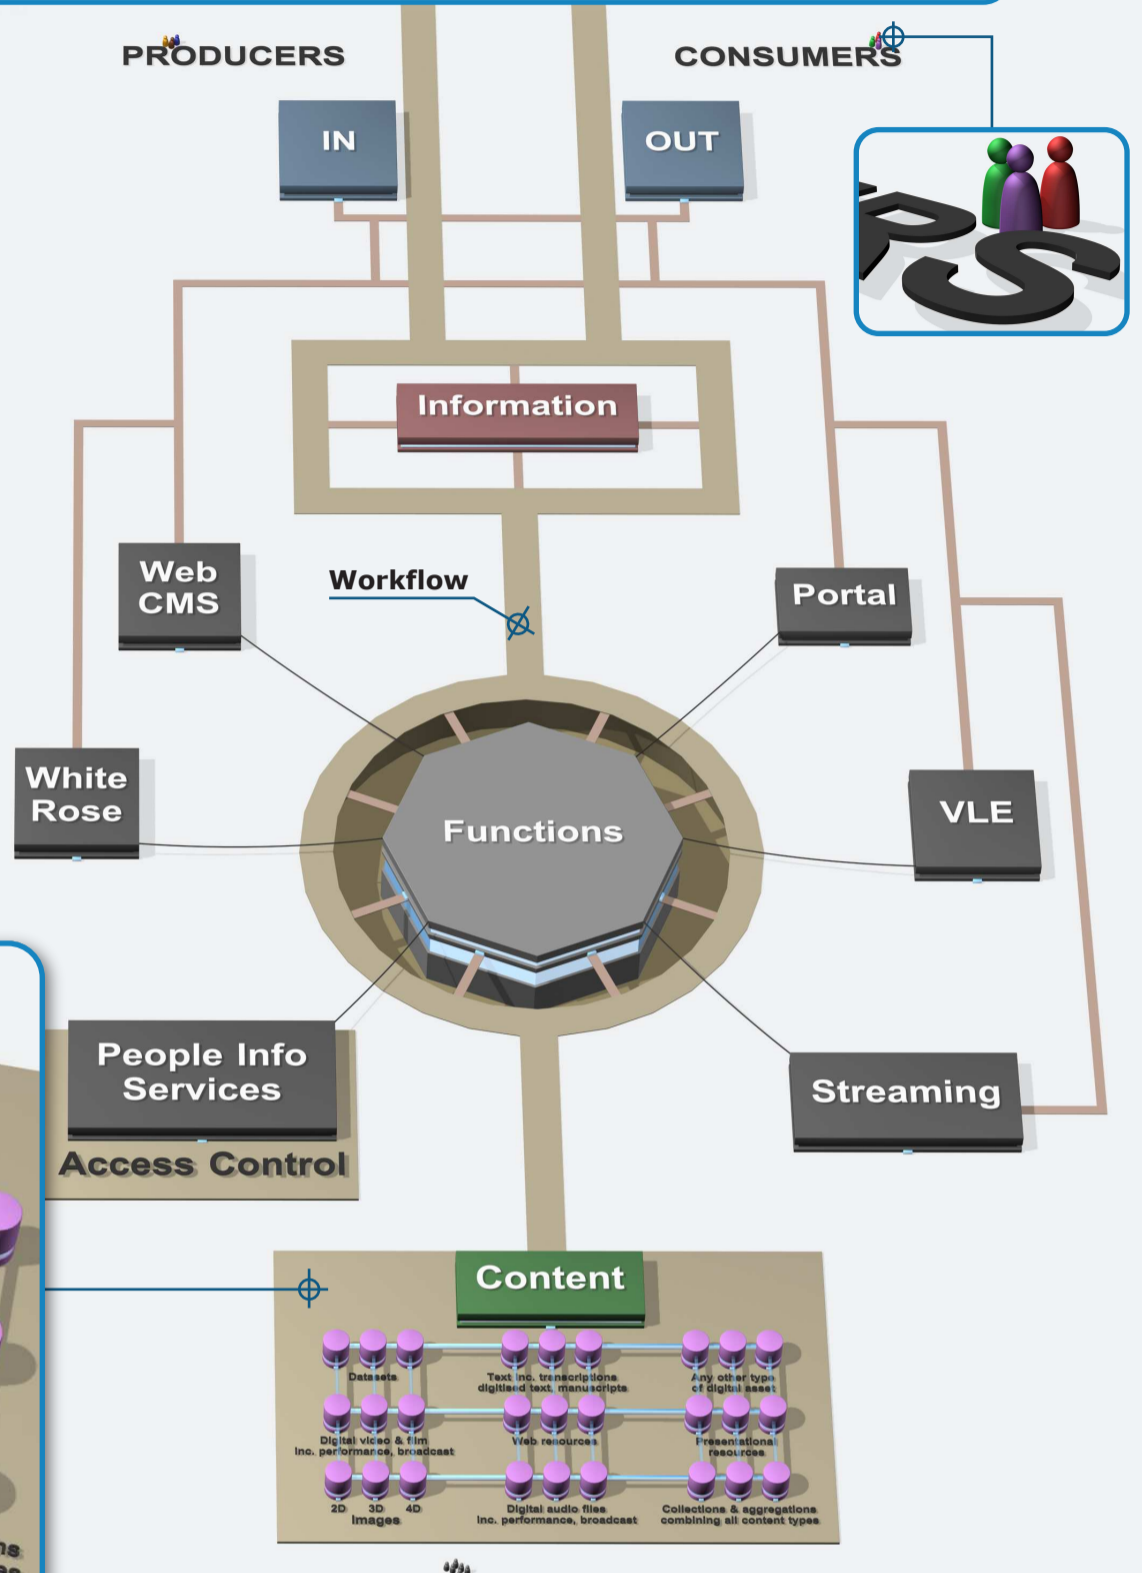 PRODUCERS
CONSUMERS
IN
OUT
RS
Information
Workflow
Web
CMS
Portal
White
Rose
Functions
VLE
People Info
Services
Access Control
Streaming
Content
Datasets
Text inc. transcriptions
digitised text, manuscripts
Any other type
of digital asset
Digital video & film
inc. performance, broadcast
Web resources
Presentational
resources
2D 3D 4D
Images
Digital audio files
inc. performance, broadcast
Collections & aggregations
combining all content types